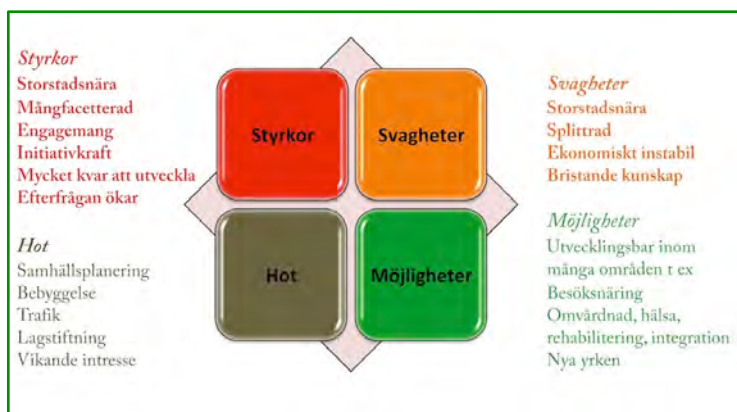 Styrkor
Storstadsnära
Mångfacetterad
Engagemang
Initiativkraft
Mycket kvar att utveckla
Efterfrågan ökar
Hot
Samhällsplanering
Bebyggelse
Trafik
Lagstiftning
Vikande intresse
Styrkor
Svagheter
Hot
Möjligheter
Svagheter
Storstadsnära
Splittrad
Ekonomiskt instabil
Bristande kunskap
Möjligheter
Utvecklingsbar inom
många områden t ex
Besöksnäring
Omvårdnad, hälsa,
rehabilitering, integration
Nya yrken